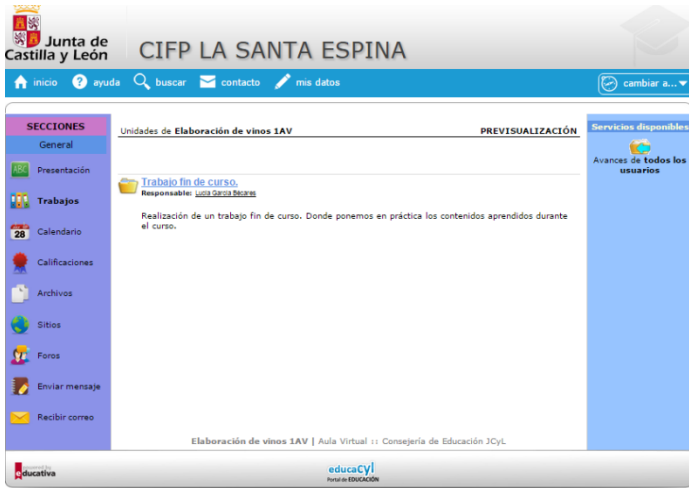 Junta de
Castilla y León
CIFP LA SANTA ESPINA
inicio ayuda buscar contacto mis datos
cambiar a...
SECCIONES
General
ABC
Presentación
Trabajos
28
Calendario
Calificaciones
Archivos
Sitios
Foros
Enviar mensaje
Recibir correo
Unidades de Elaboración de vinos 1AV
PREVISUALIZACIÓN
Trabajo fin de curso.
Responsable: Lucia García Bécares
Realización de un trabajo fin de curso. Donde ponemos en práctica los contenidos aprendidos durante
el curso.
Servicios disponibles
Avances de todos los
usuarios
Elaboración de vinos 1AV | Aula Virtual :: Consejería de Educación JCyL
educativa
educaCyl
Portal de EDUCACIÓN